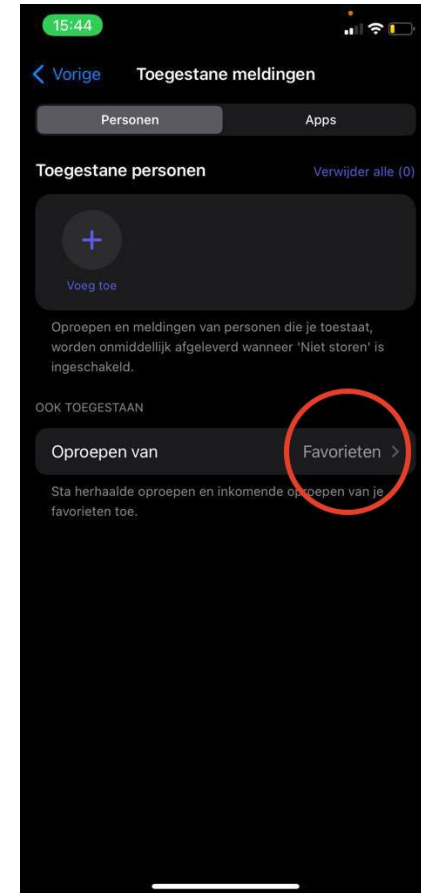 15:44
Vorige Toegestane meldingen
Personen Apps
Toegestane personen Verwijder alle (0)
Voeg toe
Oproepen en meldingen van personen die je toestaat,
worden onmiddellijk afgeleverd wanneer 'Niet storen' is
ingeschakeld.
OOK TOEGESTAAN
Oproepen van Favorieten
Sta herhaalde oproepen en inkomende oproepen van je
favorieten toe.